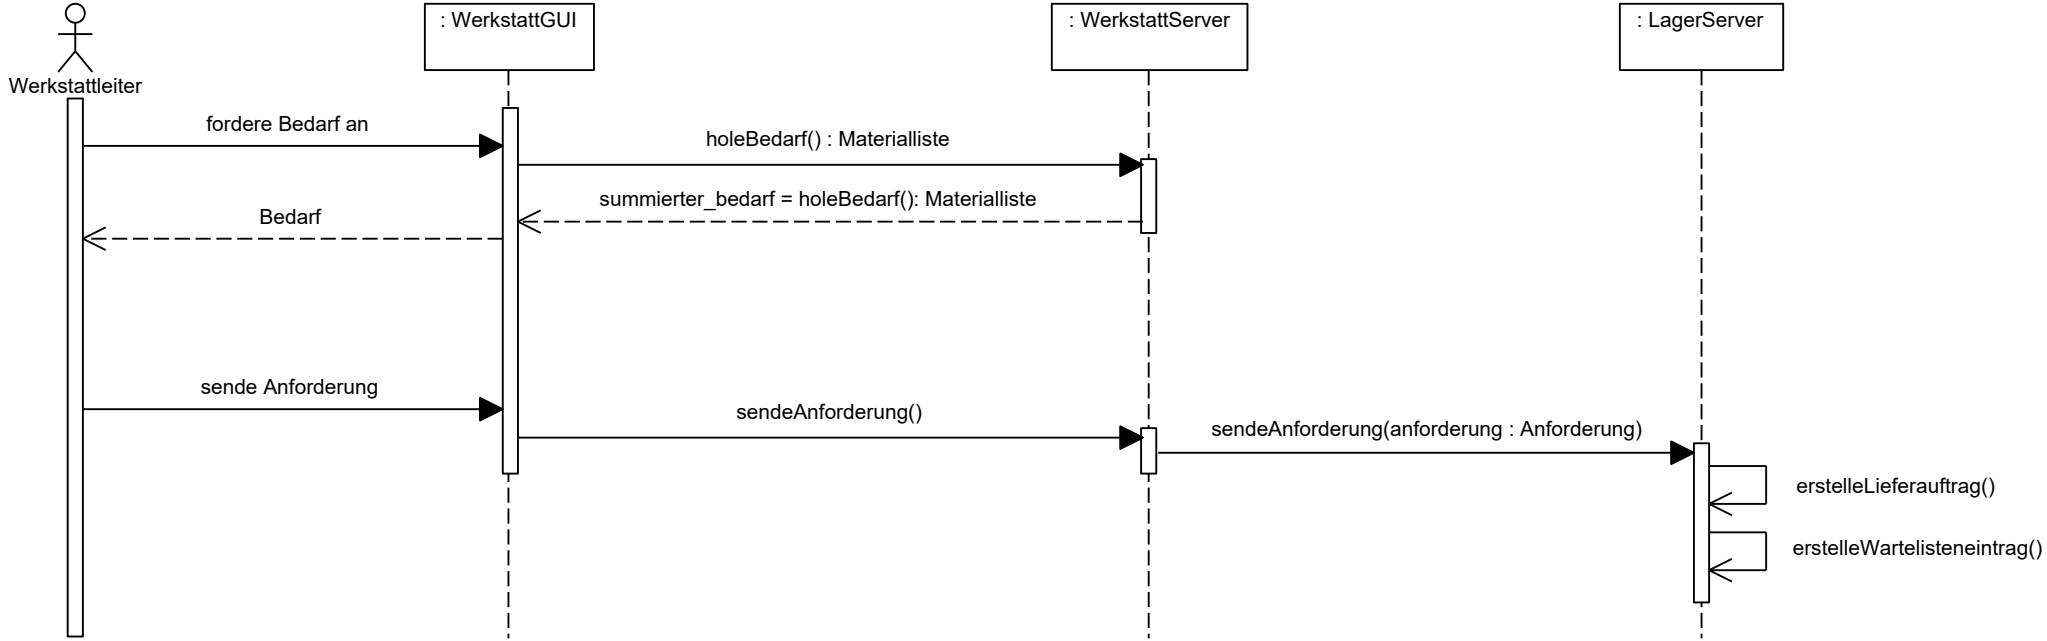 : WerkstattGUI
: WerkstattServer
: LagerServer
Werkstattleiter
fordere Bedarf an
holeBedarf() : Materialliste
summierter_bedarf = holeBedarf(): Materialliste
Bedarf
sende Anforderung
sendeAnforderung()
sendeAnforderung(anforderung : Anforderung)
erstelleLieferauftrag()
erstelleWartelisteneintrag()